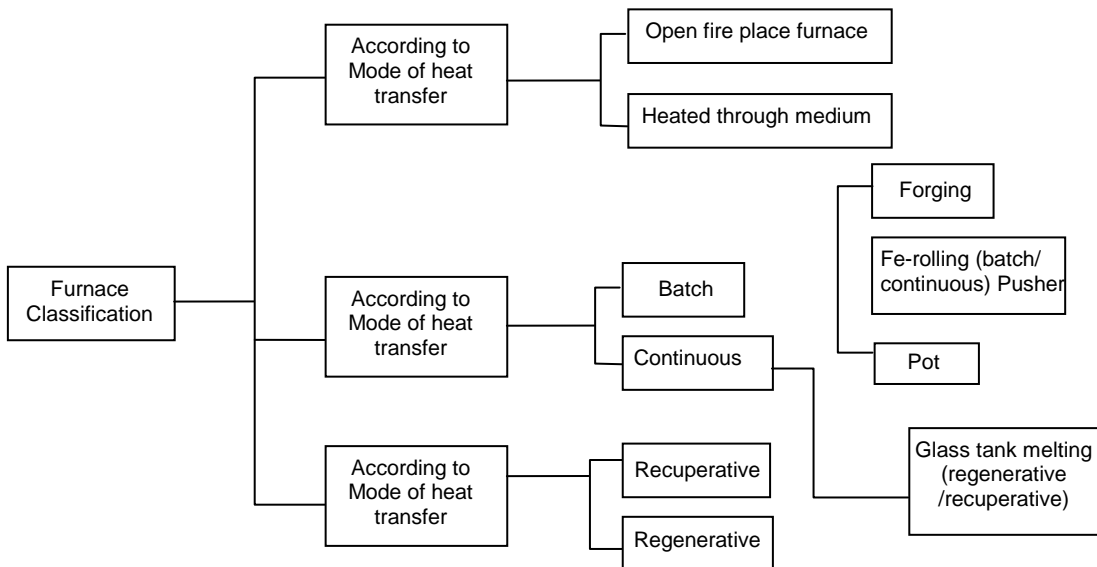 Furnace
Classification
According to
Mode of heat
transfer
Open fire place furnace
Heated through medium
According to
Mode of heat
transfer
Batch
Continuous
Forging
Fe-rolling (batch/
continuous) Pusher
Pot
Glass tank melting
(regenerative
/recuperative)
According to
Mode of heat
transfer
Recuperative
Regenerative